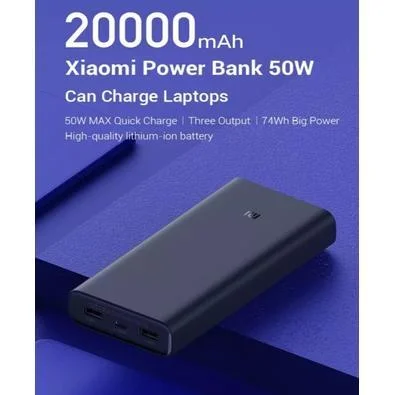 20000mAh
Xiaomi Power Bank 50W
Can Charge Laptops
50W MAX Quick Charge | Three Output | 74Wh Big Power
High-quality lithium-ion battery
mi